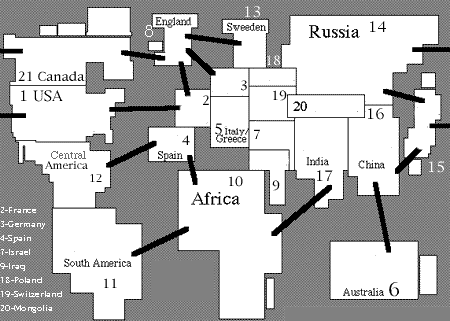 England
8
13
Sweeden
Russia 14
18
21 Canada
1 USA
2
3
19
20
5 Italy/
Greece
7
16
4
Spain
Central
America
12
10
Africa
India
17
China
15
9
2-France
3-Germany
4-Spain
7-Israel
9-Iraq
18-Poland
19-Switzerland
20-Mongolia
South America
11
Australia 6